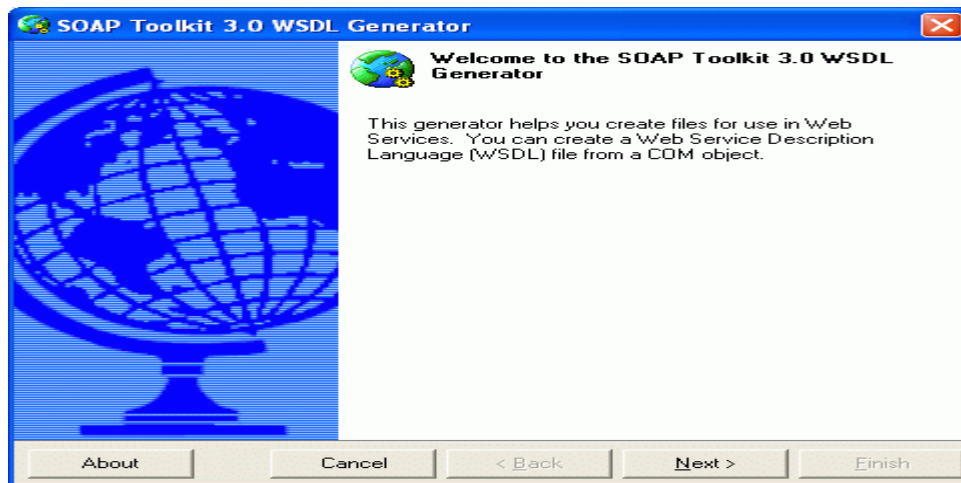 SOAP Toolkit 3.0 WSDL Generator
Welcome to the SOAP Toolkit 3.0 WSDL
Generator
This generator helps you create files for use in Web
Services. You can create a Web Service Description
Language (WSDL) file from a COM object.
About
Cancel
< Back
Next >
Finish